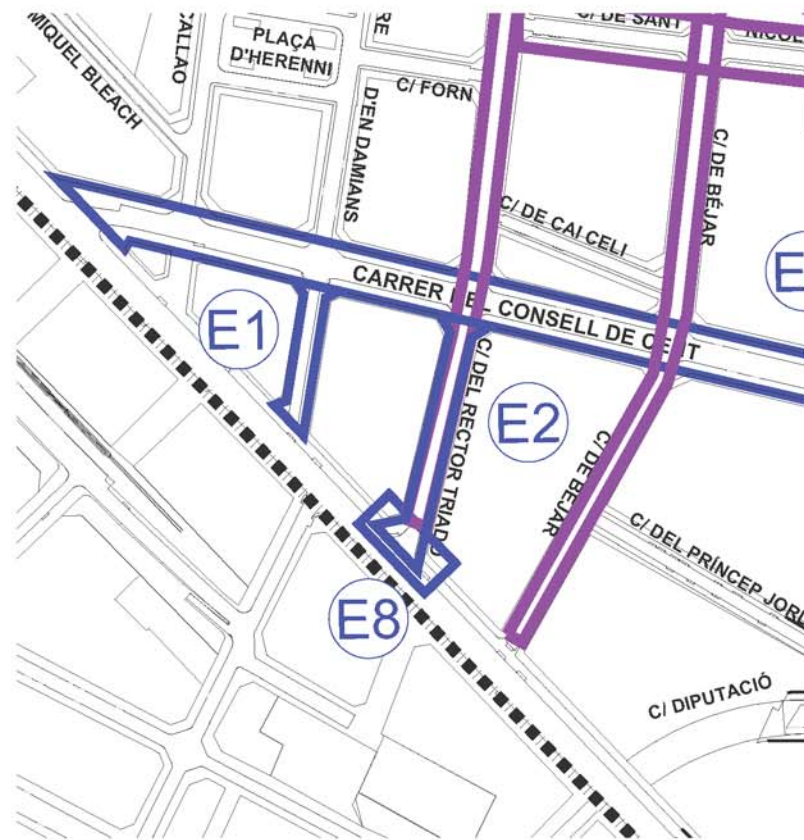 MIQUEL BLEACH
CALLAO
PLAÇA
D'HERENNI
C/ FORN
D'EN DAMIANS
C/ DE SANT
C/ DE BÉJAR
C/ DE CAI CELI
CARRER DEL CONSELL DE CENT
E1
E2
C/ DEL RECTOR TRIADÓ
C/ DE BÉJAR
C/ DEL PRÍNCEP JORDI
E8
C/ DIPUTACIÓ